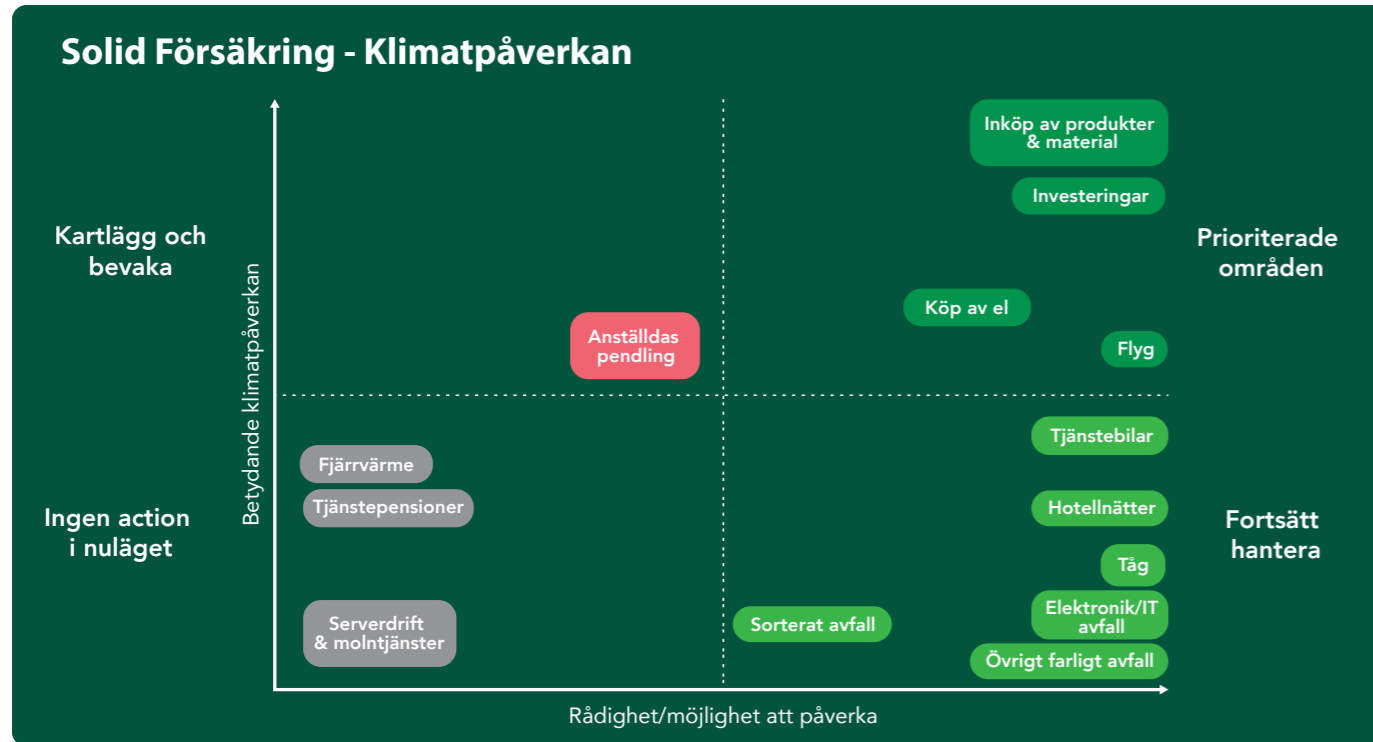 Solid Försäkring - Klimatpåverkan
Kartlägg och
bevaka
Ingen action
i nuläget
Betydande klimatpåverkan
Inköp av produkter
& material
Investeringar
Köp av el
Flyg
Anställdas
pendling
Fjärrvärme
Tjänstepensioner
Serverdrift
& molntjänster
Tjänstebilar
Hotellnätter
Tåg
Elektronik/IT
avfall
Sorterat avfall
Övrigt farligt avfall
Prioriterade
områden
Fortsätt
hantera
Rådighet/möjlighet att påverka